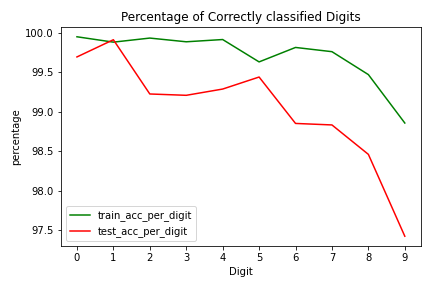 Percentage of Correctly classified Digits
percentage
100.0
99.5
99.0
98.5
98.0
97.5
train_acc_per_digit
test_acc_per_digit
0 1 2 3 4 5 6 7 8 9
Digit